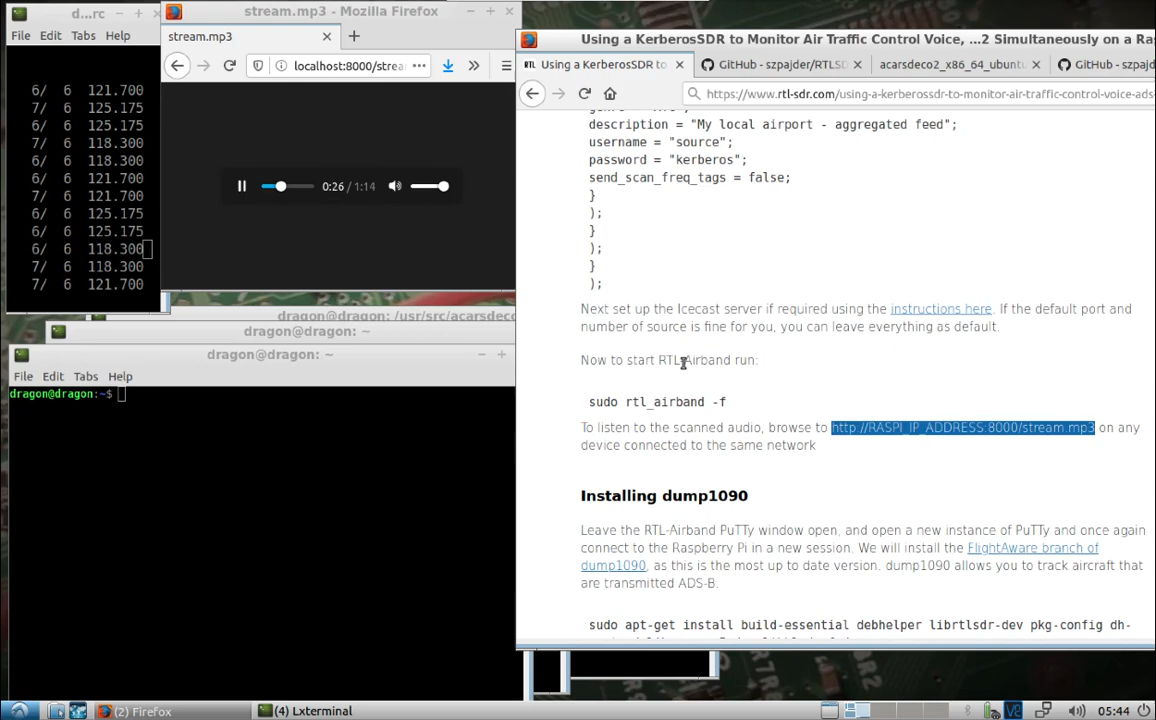 d...rc
File Edit Tabs Help
6/ 6 121.700
7/ 6 125.175
6/ 6 125.175
7/ 6 118.300
6/ 6 118.300
6/ 6 121.700
7/ 6 121.700
6/ 6 125.175
6/ 6 125.175
6/ 6 118.300
7/ 6 118.300
7/ 6 121.700
stream.mp3 - Mozilla Firefox
stream.mp3
localhost:8000/strea
0:26 / 1:14
dragon@dragon: /usr/src/acarsdeco
dragon@dragon: ~
dragon@dragon: ~
File Edit Tabs Help
dragon@dragon:~$
Using a KerberosSDR to Monitor Air Traffic Control Voice, ...2 Simultaneously on a Ras
RTL Using a KerberosSDR to
GitHub - szpajder/RTLSD
acarsdeco2_x86_64_ubuntu
GitHub - szpajd
https://www.rtl-sdr.com/using-a-kerberossdr-to-monitor-air-traffic-control-voice-ads-
description = "My local airport - aggregated feed";
username = "source";
password = "kerberos";
send_scan_freq_tags = false;
}
);
}
);
}
);
Next set up the Icecast server if required using the instructions here. If the default port and
number of source is fine for you, you can leave everything as default.
Now to start RTL-Airband run:
sudo rtl_airband -f
To listen to the scanned audio, browse to http://RASPI_IP_ADDRESS:8000/stream.mp3 on any
device connected to the same network
Installing dump1090
Leave the RTL-Airband PuTTy window open, and open a new instance of PuTTy and once again
connect to the Raspberry Pi in a new session. We will install the FlightAware branch of
dump1090, as this is the most up to date version. dump1090 allows you to track aircraft that
are transmitted ADS-B.
sudo apt-get install build-essential debhelper librtlsdr-dev pkg-config dh-
(2) Firefox
(4) Lxterminal
05:44